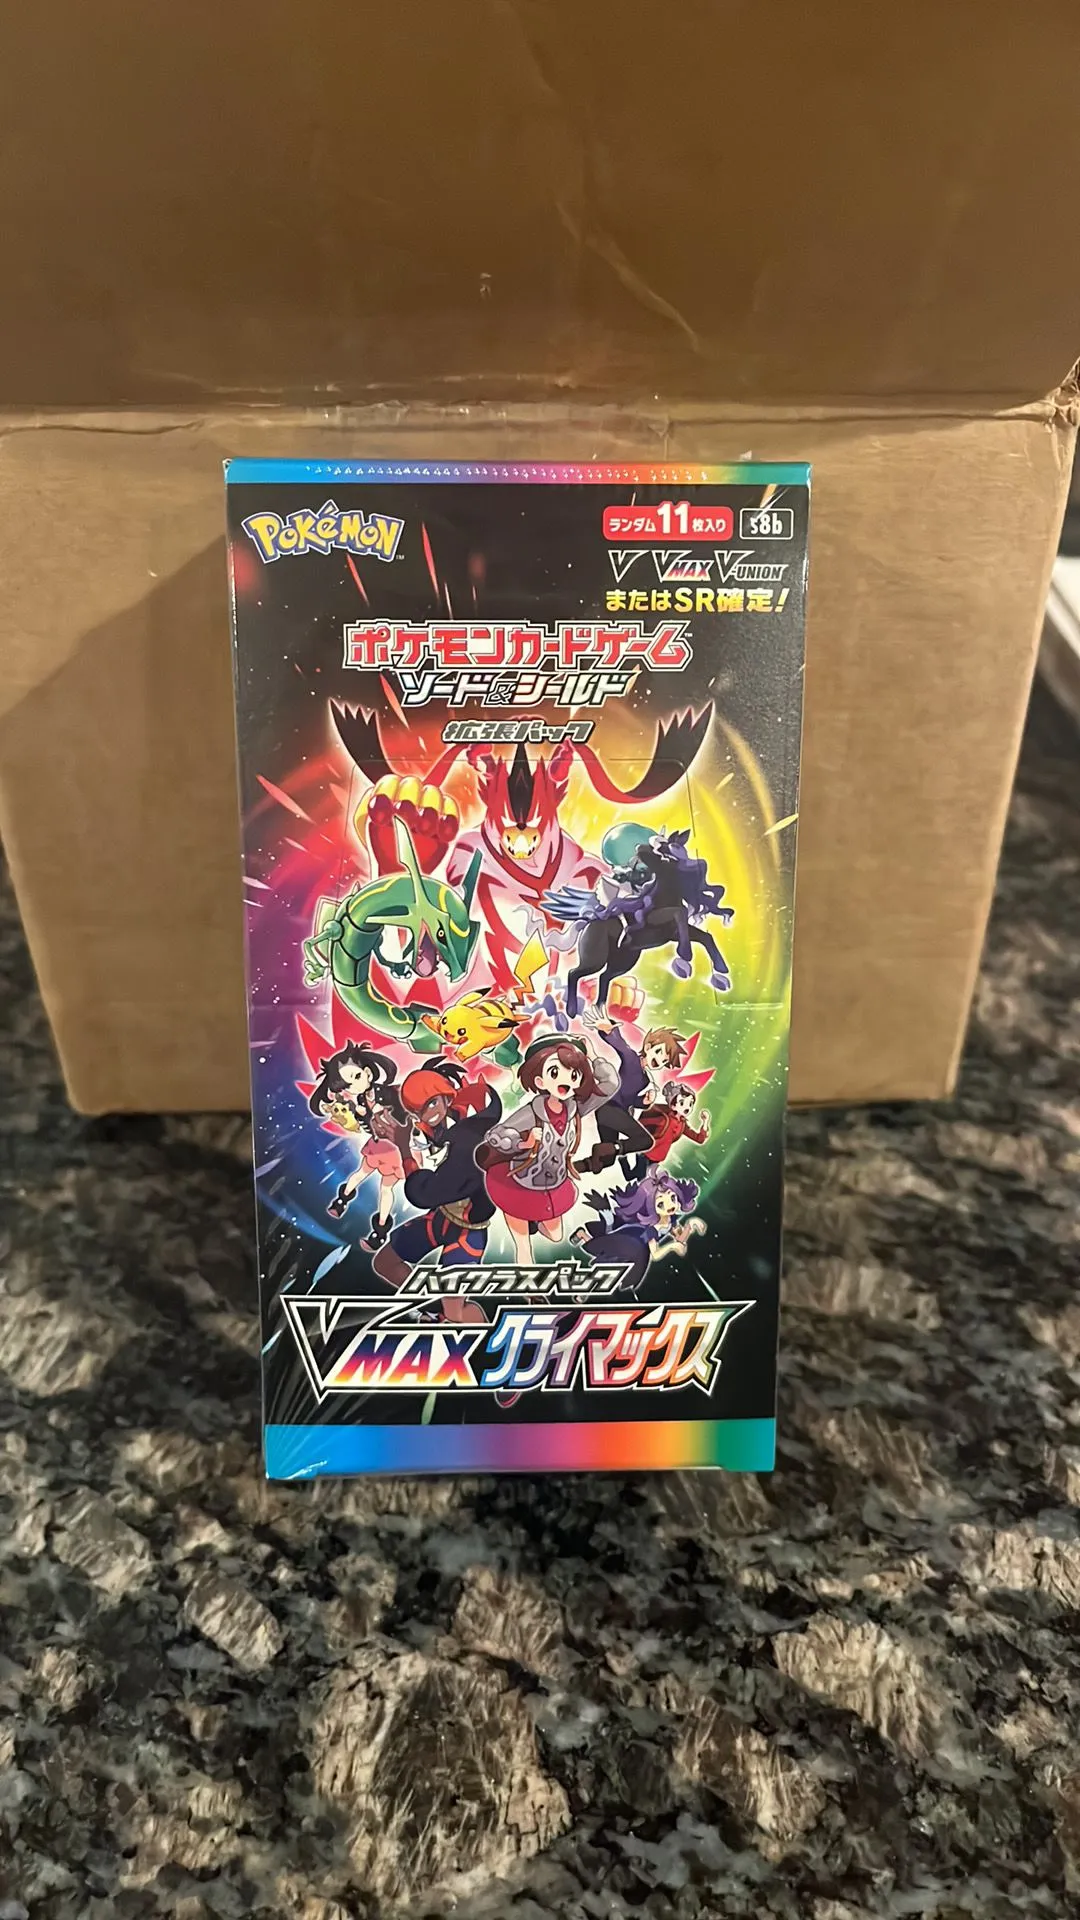 Pokémon
ランダム11枚入り s8b
V VMAX V-UNION
またはSR確定!
ポケモンカードゲーム
ソード&シールド
拡張パック
ハイクラスパック
VMAXクライマックス